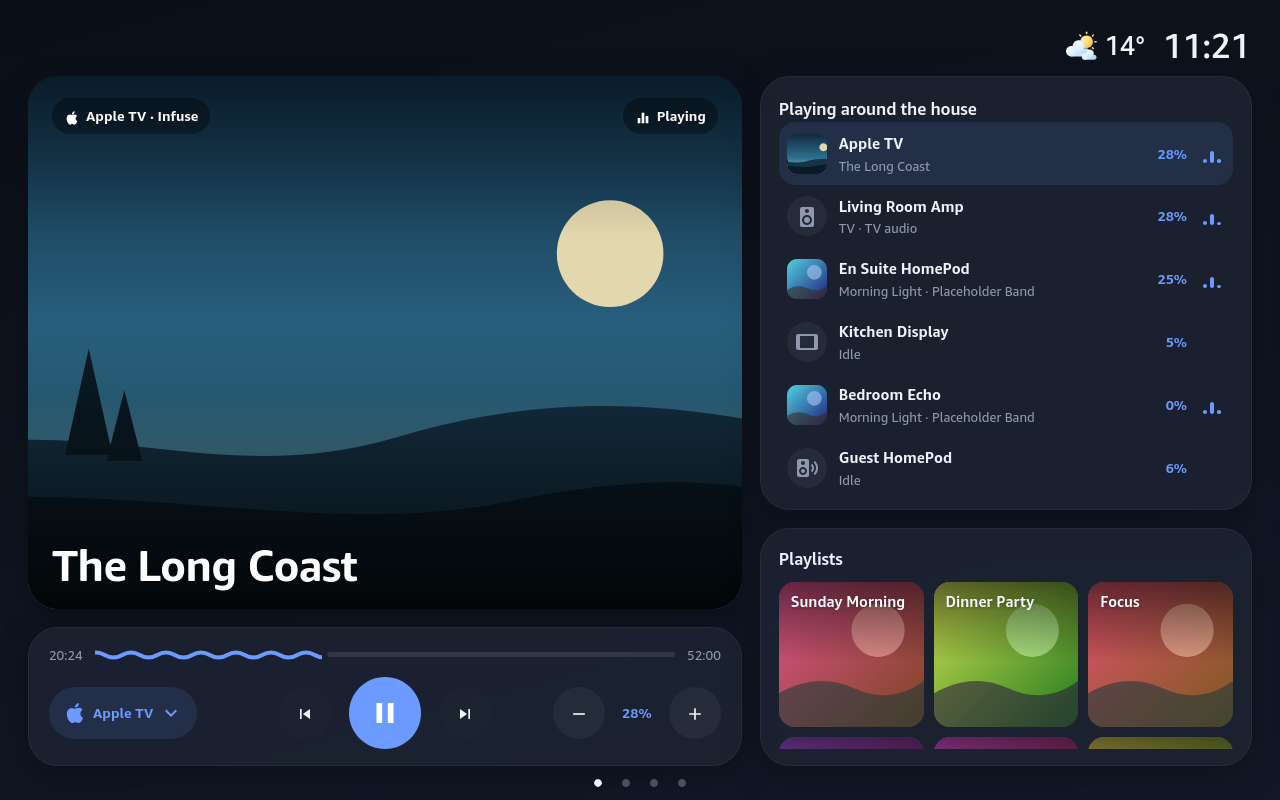 14° 11:21
Apple TV · Infuse
Playing
The Long Coast
20:24
52:00
Apple TV
28%
Playing around the house
Apple TV
The Long Coast
28%
Living Room Amp
TV · TV audio
28%
En Suite HomePod
Morning Light · Placeholder Band
25%
Kitchen Display
Idle
5%
Bedroom Echo
Morning Light · Placeholder Band
0%
Guest HomePod
Idle
6%
Playlists
Sunday Morning
Dinner Party
Focus